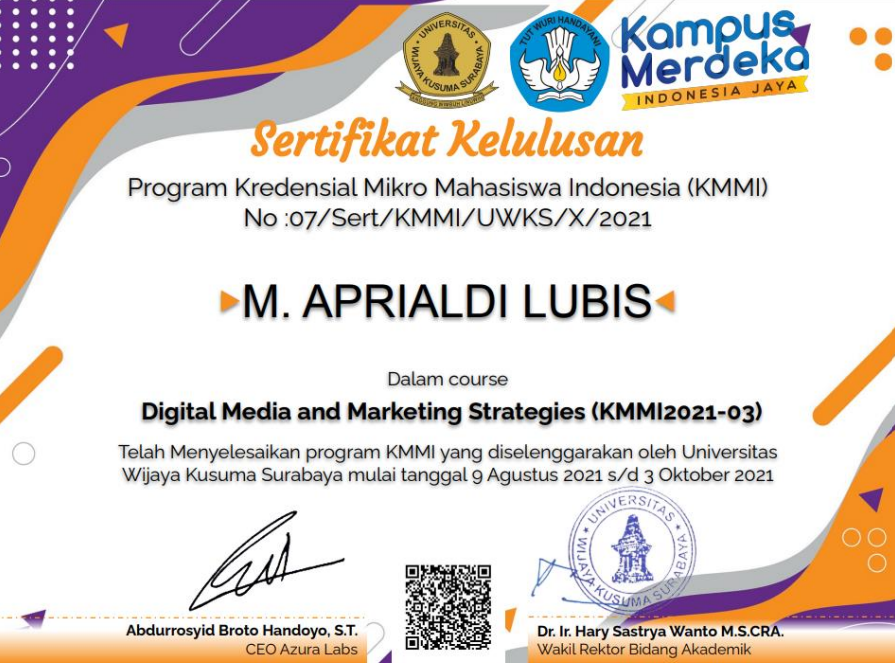 UNIVERSITAS
WIJAYA KUSUMA SURABAYA
TUT WURI HANDAYANI
Kampus
Merdeka
INDONESIA JAYA
Sertifikat Kelulusan
Program Kredensial Mikro Mahasiswa Indonesia (KMMI)
No :07/Sert/KMMI/UWKS/X/2021
M. APRIALDI LUBIS
Dalam course
Digital Media and Marketing Strategies (KMMI2021-03)
Telah Menyelesaikan program KMMI yang diselenggarakan oleh Universitas
Wijaya Kusuma Surabaya mulai tanggal 9 Agustus 2021 s/d 3 Oktober 2021
UNIVERSITAS
WIJAYA KUSUMA SURABAYA
Abdurrosyid Broto Handoyo, S.T.
CEO Azura Labs
Dr. Ir. Hary Sastrya Wanto M.S.CRA.
Wakil Rektor Bidang Akademik